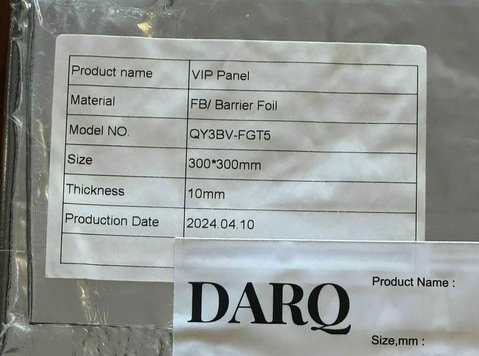 Product name VIP Panel
Material FB/ Barrier Foil
Model NO. QY3BV-FGT5
Size 300*300mm
Thickness 10mm
Production Date 2024.04.10
DARQ
Product Name :
Size,mm :